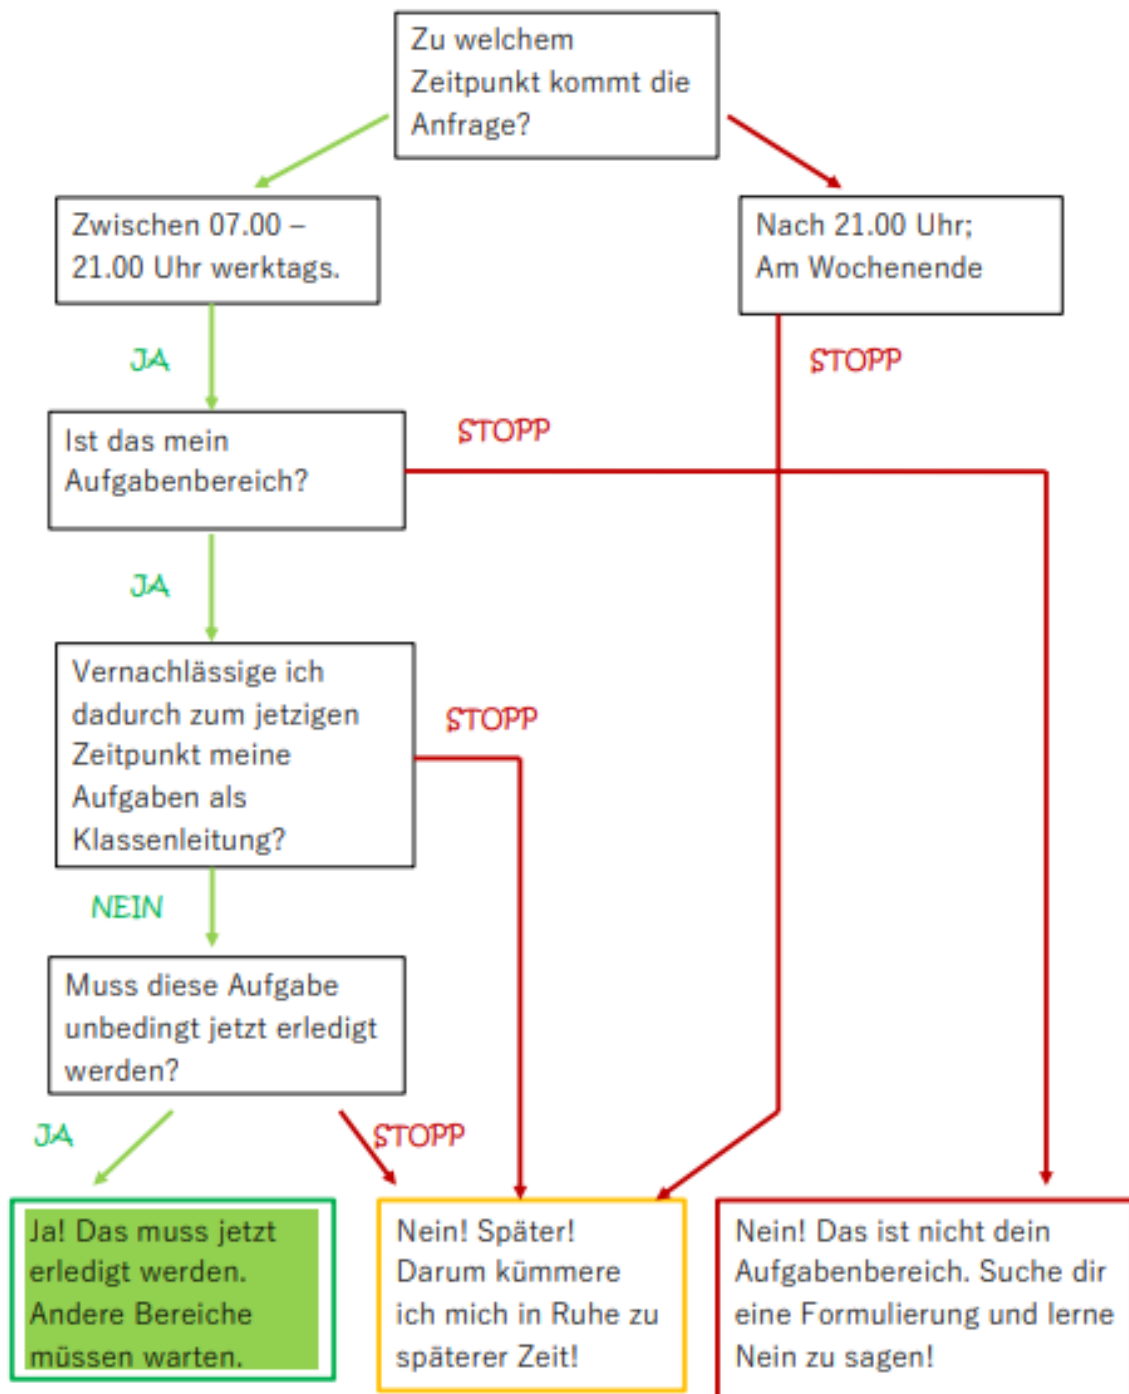 Zu welchem
Zeitpunkt kommt die
Anfrage?
Zwischen 07.00 –
21.00 Uhr werktags.
Nach 21.00 Uhr;
Am Wochenende
JA
STOPP
Ist das mein
Aufgabenbereich?
STOPP
JA
Vernachlässige ich
dadurch zum jetzigen
Zeitpunkt meine
Aufgaben als
Klassenleitung?
STOPP
NEIN
Muss diese Aufgabe
unbedingt jetzt erledigt
werden?
JA
STOPP
Ja! Das muss jetzt
erledigt werden.
Andere Bereiche
müssen warten.
Nein! Später!
Darum kümmere
ich mich in Ruhe zu
späterer Zeit!
Nein! Das ist nicht dein
Aufgabenbereich. Suche dir
eine Formulierung und lerne
Nein zu sagen!